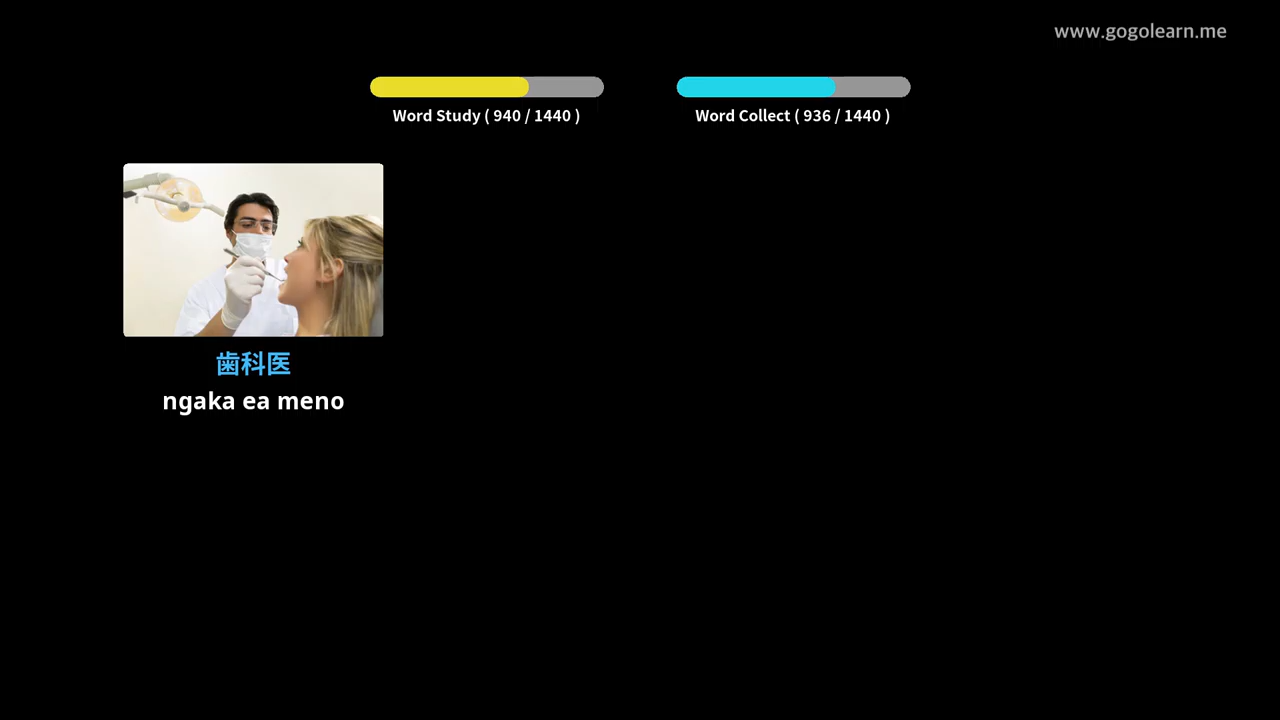 www.gogolearn.me
Word Study ( 940 / 1440 )
Word Collect ( 936 / 1440 )
歯科医
ngaka ea meno